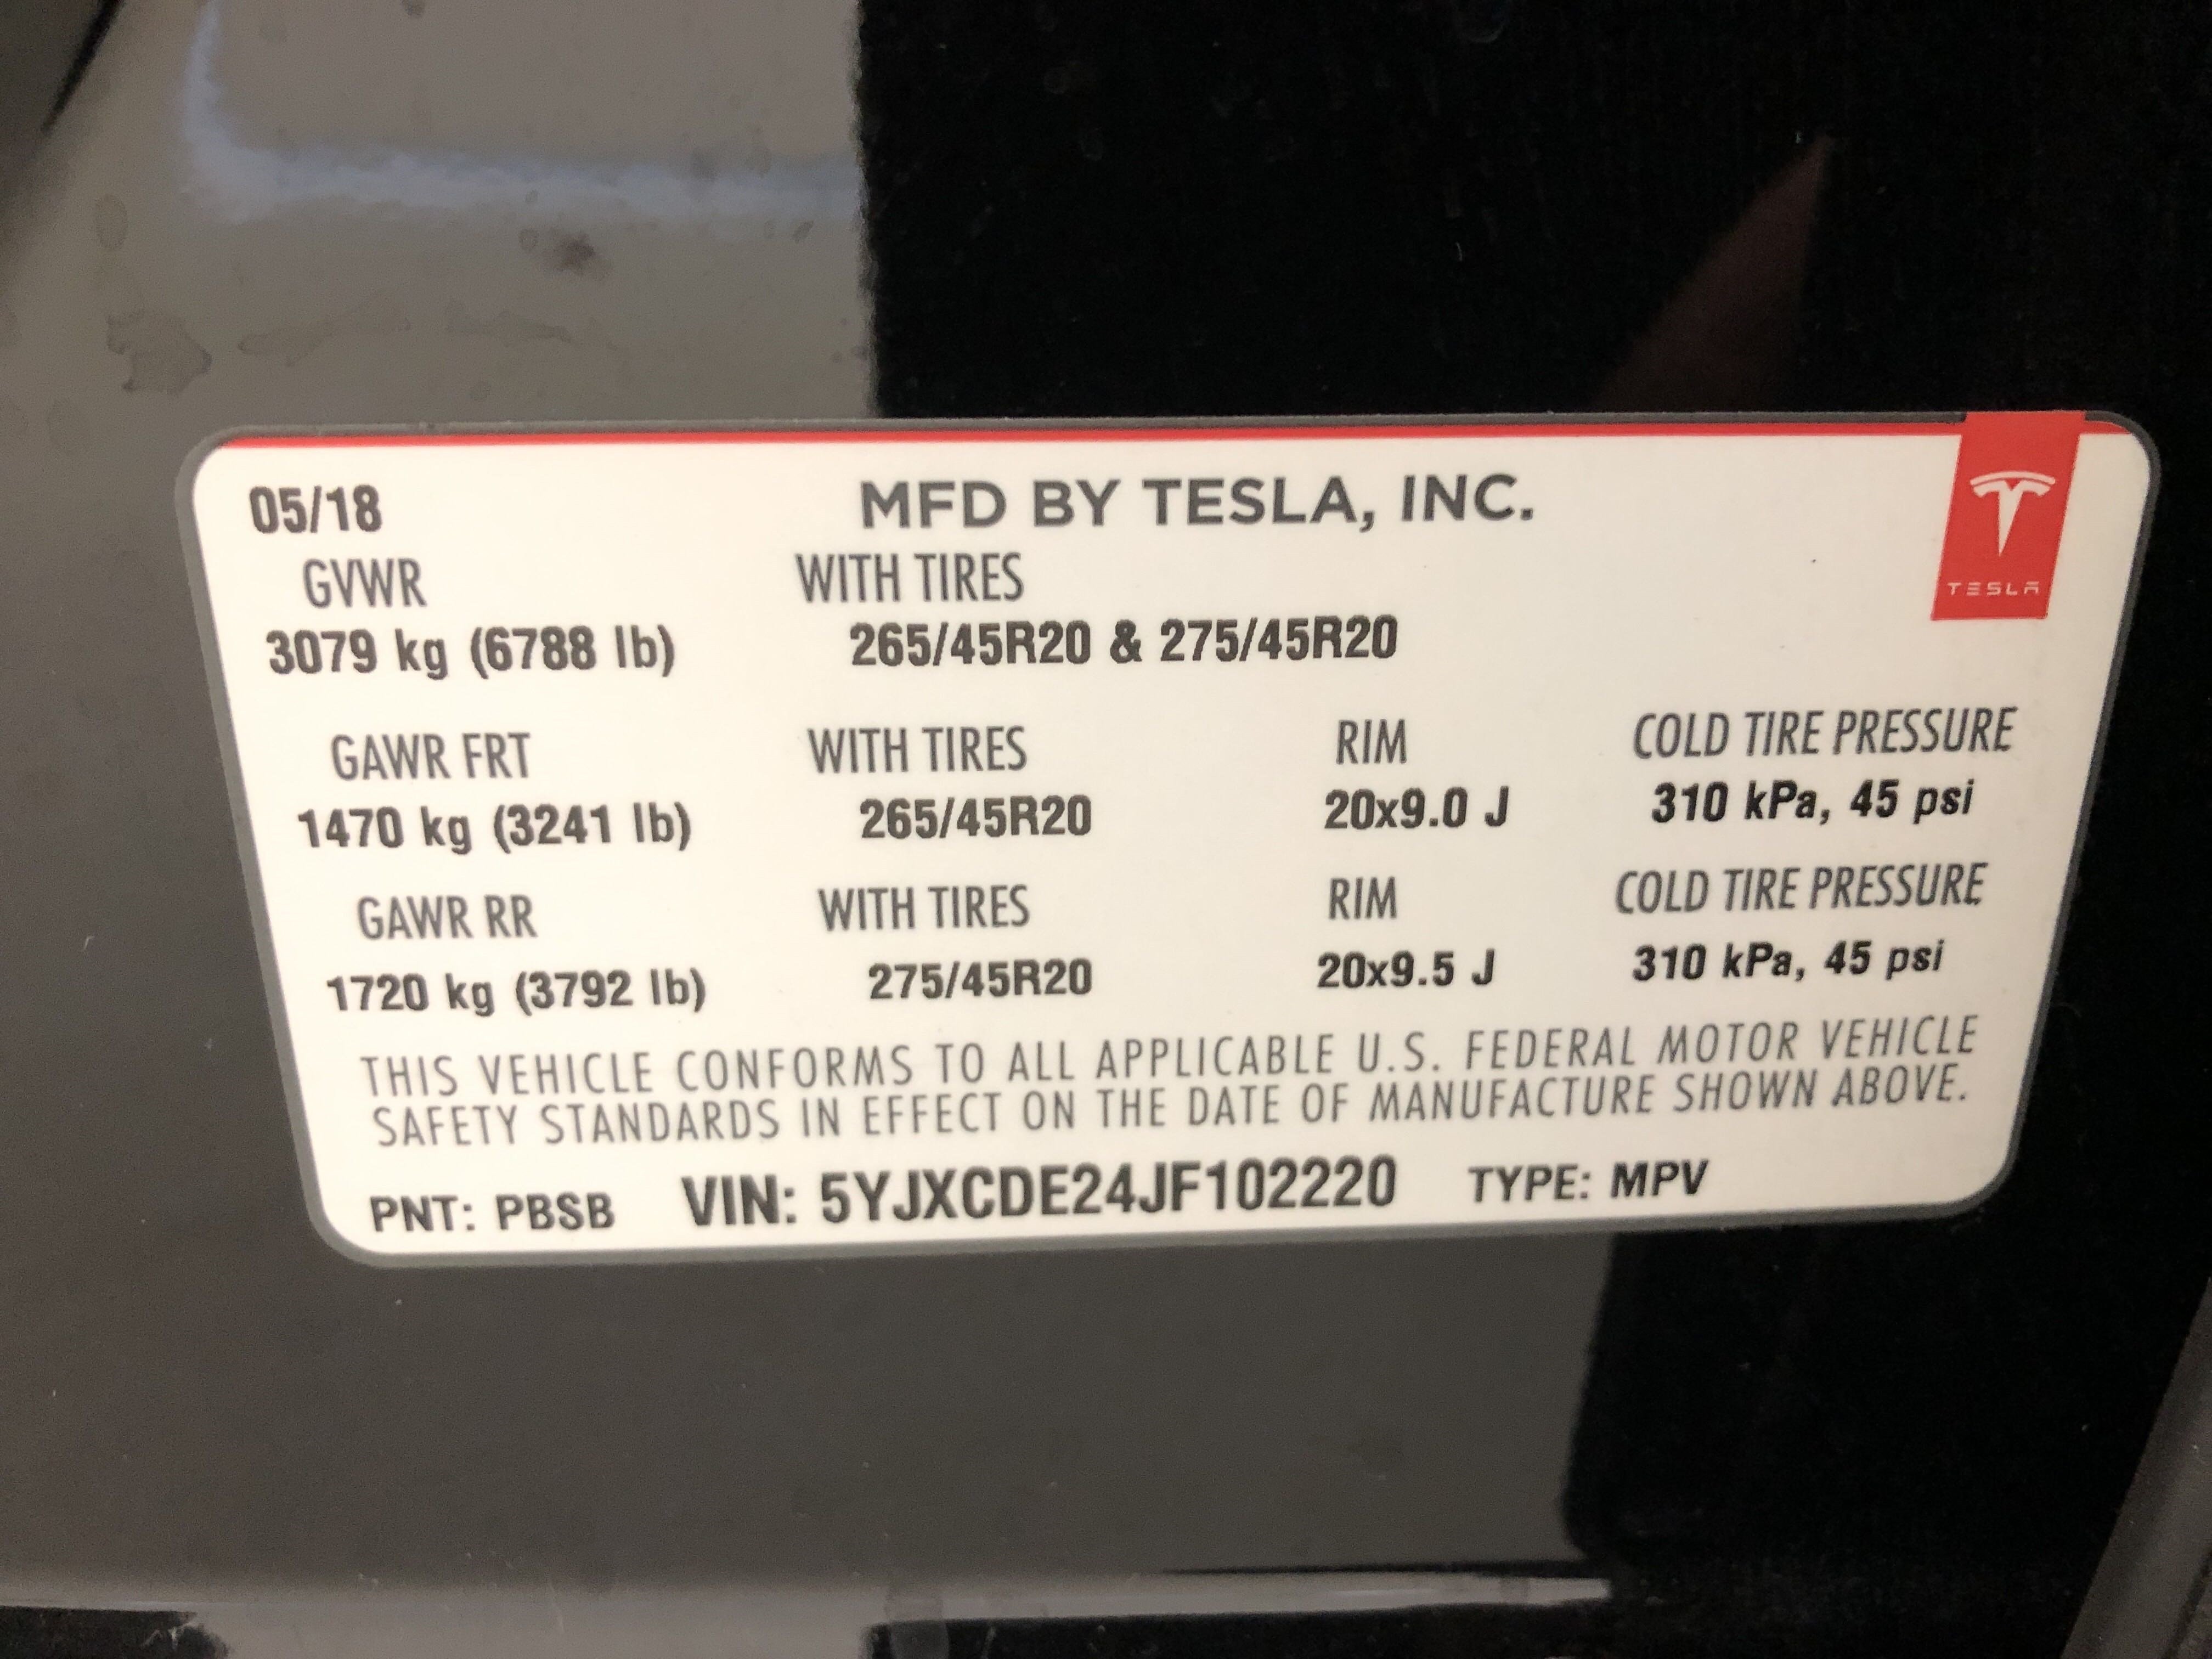 05/18 MFD BY TESLA, INC.
TESLA
GVWR WITH TIRES
3079 kg (6788 lb) 265/45R20 & 275/45R20
GAWR FRT WITH TIRES RIM COLD TIRE PRESSURE
1470 kg (3241 lb) 265/45R20 20x9.0 J 310 kPa, 45 psi
GAWR RR WITH TIRES RIM COLD TIRE PRESSURE
1720 kg (3792 lb) 275/45R20 20x9.5 J 310 kPa, 45 psi
THIS VEHICLE CONFORMS TO ALL APPLICABLE U.S. FEDERAL MOTOR VEHICLE
SAFETY STANDARDS IN EFFECT ON THE DATE OF MANUFACTURE SHOWN ABOVE.
PNT: PBSB VIN: 5YJXCDE24JF102220 TYPE: MPV